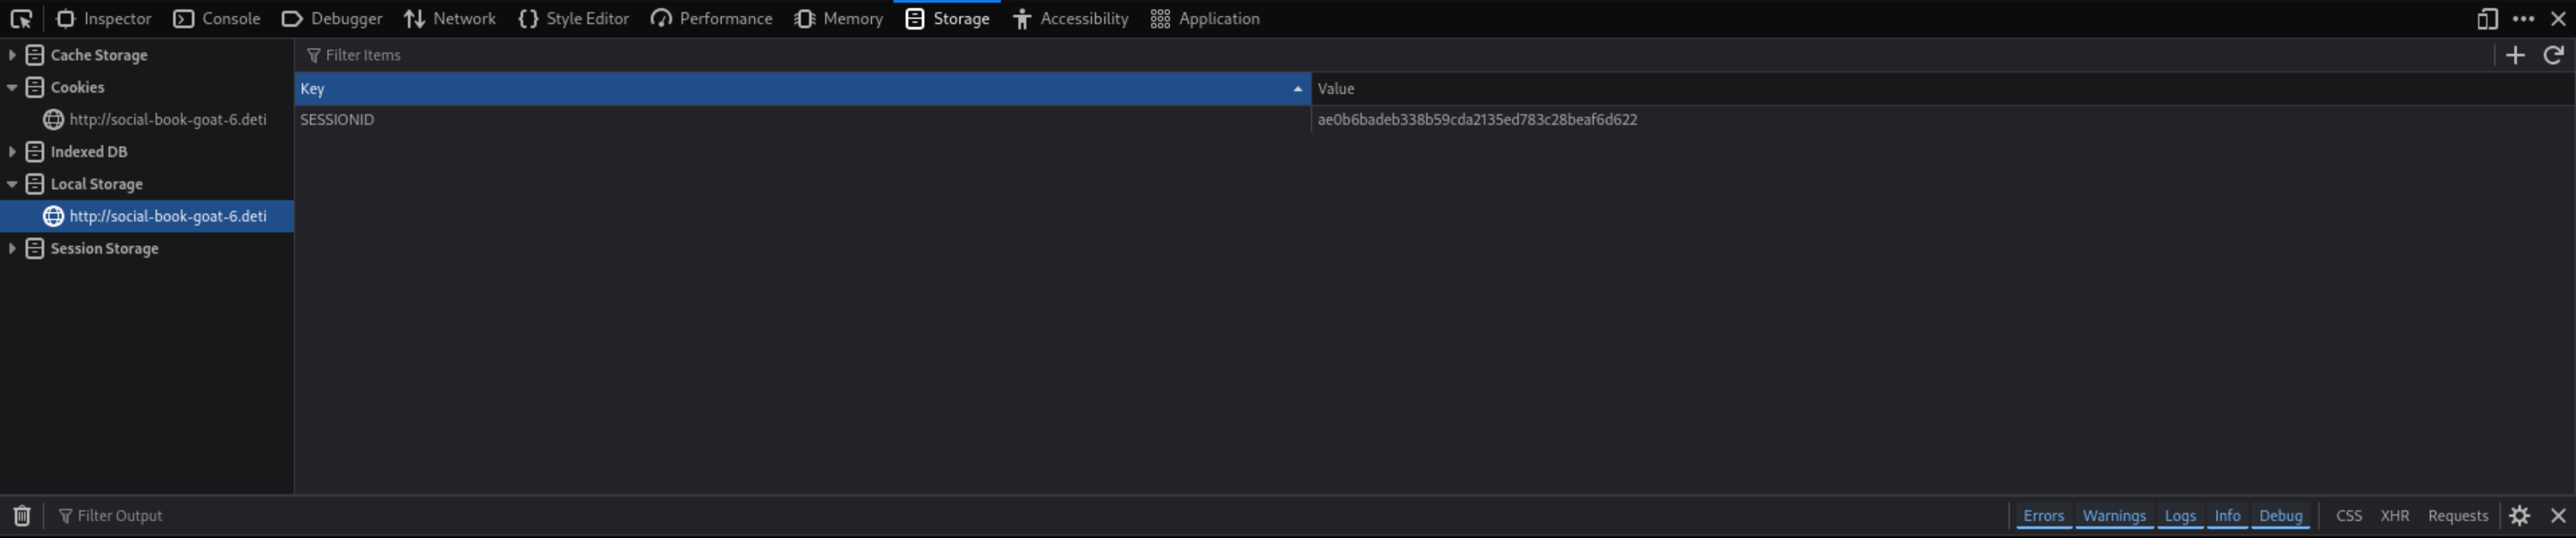 Inspector Console Debugger Network Style Editor Performance Memory Storage Accessibility Application
Cache Storage
Filter Items
Cookies
Key Value
http://social-book-goat-6.deti
SESSIONID ae0b6badeb338b59cda2135ed783c28beaf6d622
Indexed DB
Local Storage
http://social-book-goat-6.deti
Session Storage
Filter Output Errors Warnings Logs Info Debug CSS XHR Requests